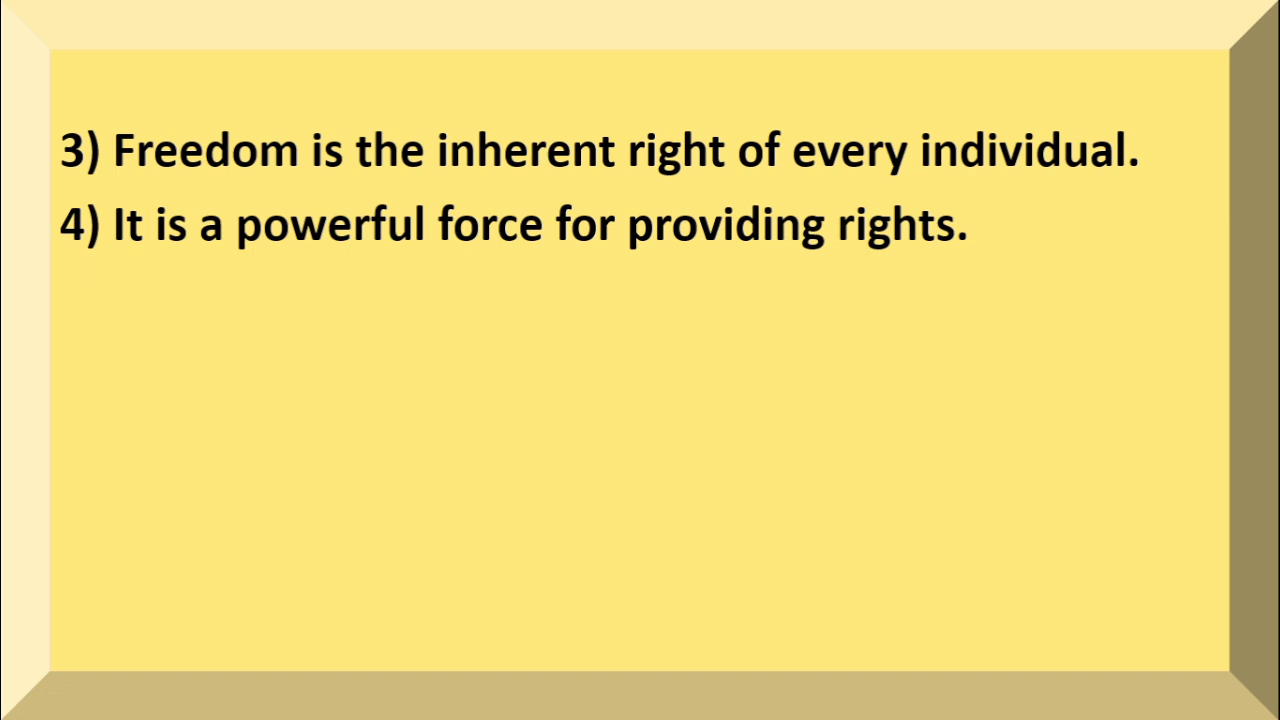 3) Freedom is the inherent right of every individual.
4) It is a powerful force for providing rights.